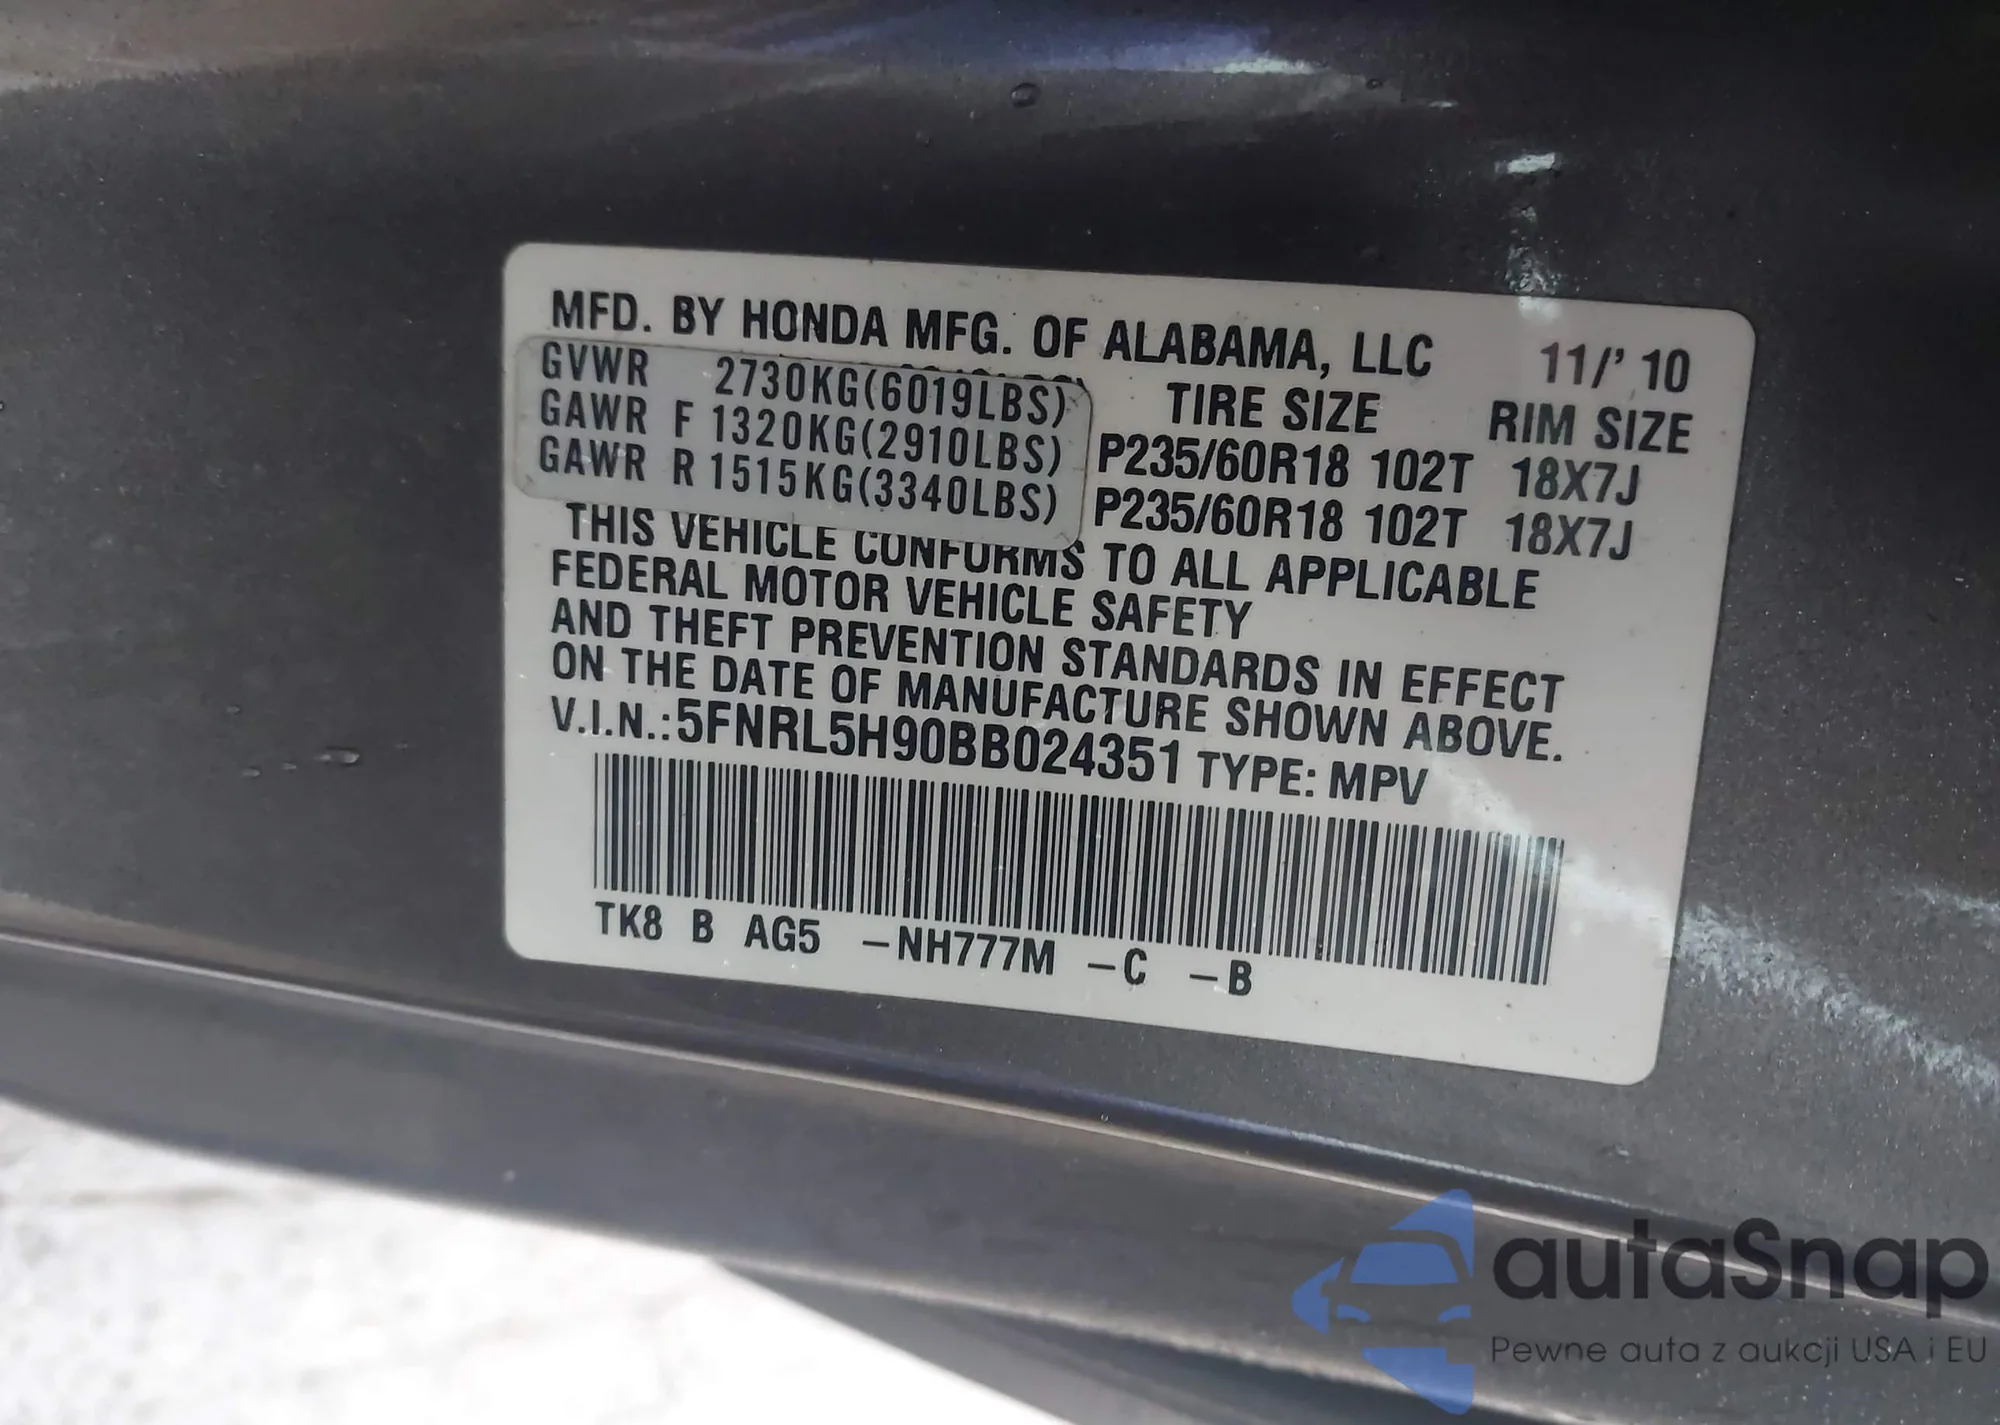 MFD. BY HONDA MFG. OF ALABAMA, LLC 11/' 10
GVWR 2730KG(6019LBS) TIRE SIZE RIM SIZE
GAWR F 1320KG(2910LBS) P235/60R18 102T 18X7J
GAWR R 1515KG(3340LBS) P235/60R18 102T 18X7J
THIS VEHICLE CONFORMS TO ALL APPLICABLE
FEDERAL MOTOR VEHICLE SAFETY
AND THEFT PREVENTION STANDARDS IN EFFECT
ON THE DATE OF MANUFACTURE SHOWN ABOVE.
V.I.N.:5FNRL5H90BB024351 TYPE: MPV
TK8 B AG5 -NH777M -C -B
autaSnap
Pewne auta z aukcji USA i EU